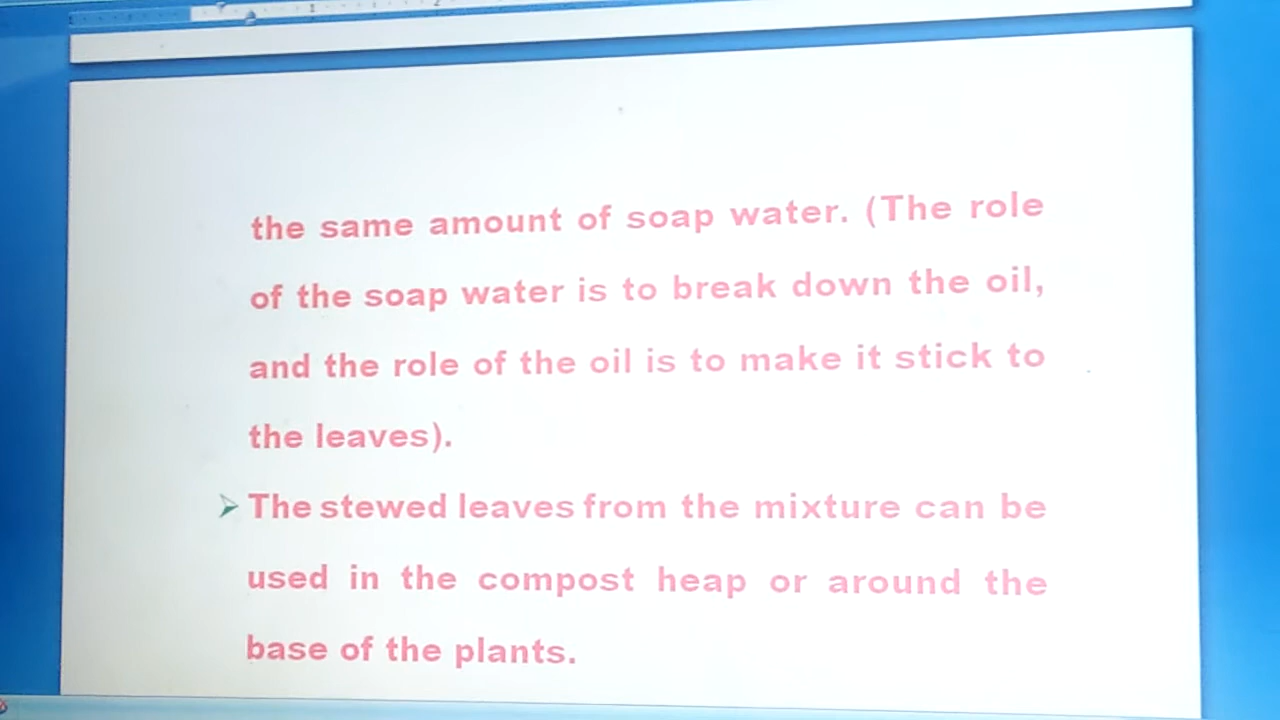 the same amount of soap water. (The role
of the soap water is to break down the oil,
and the role of the oil is to make it stick to
the leaves).
➢ The stewed leaves from the mixture can be
used in the compost heap or around the
base of the plants.